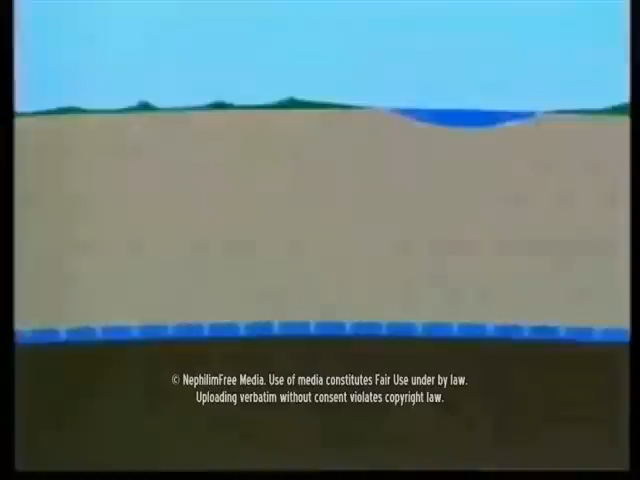 © NephilimFree Media. Use of media constitutes Fair Use under by law.
Uploading verbatim without consent violates copyright law.